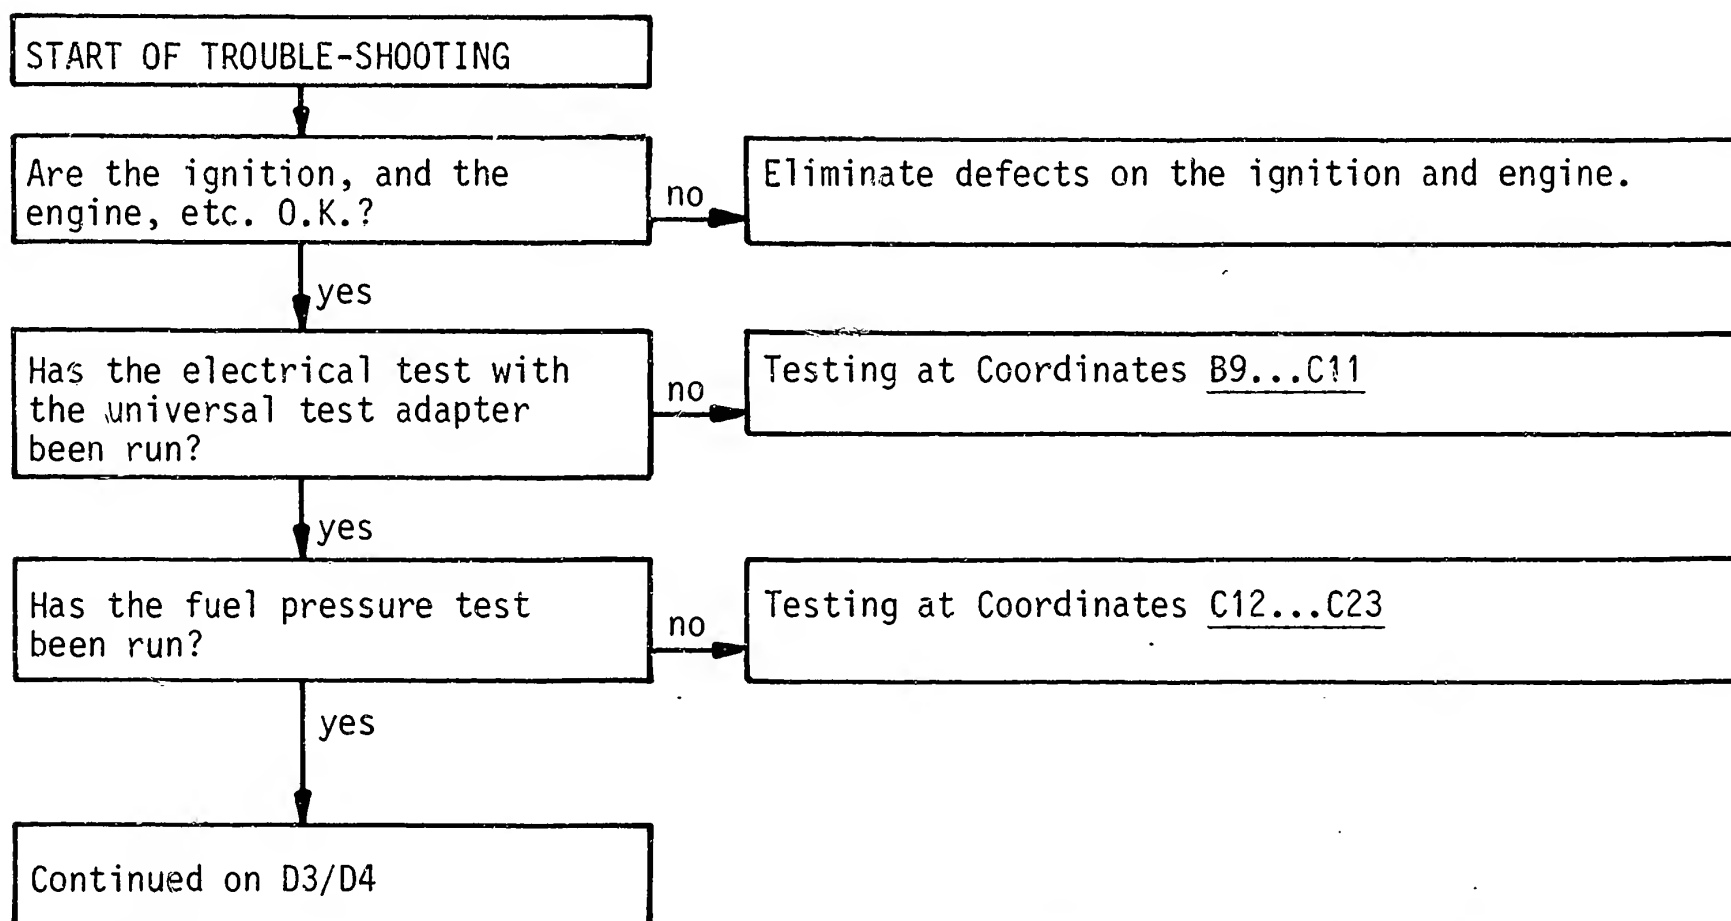 START OF TROUBLE-SHOOTING
Are the ignition, and the
engine, etc. O.K.?
no
Eliminate defects on the ignition and engine.
yes
Has the electrical test with
the universal test adapter
been run?
no
Testing at Coordinates B9...C11
yes
Has the fuel pressure test
been run?
no
Testing at Coordinates C12...C23
yes
Continued on D3/D4